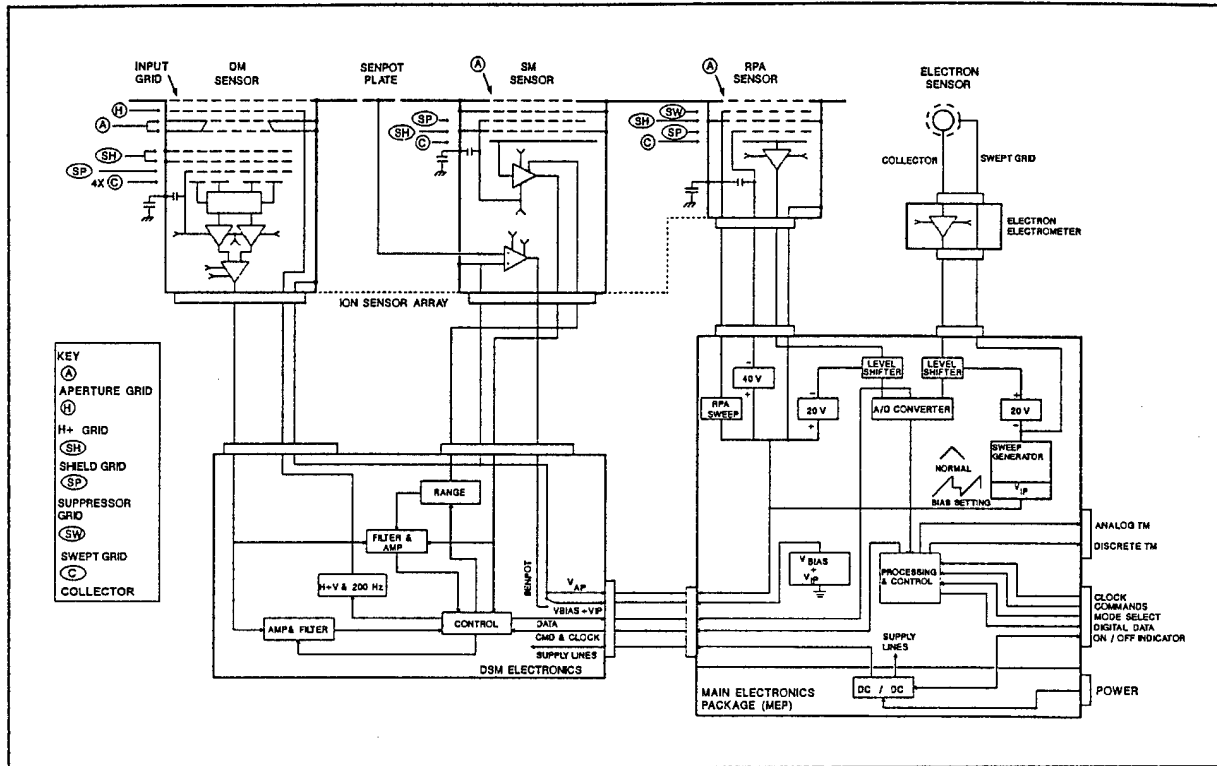 INPUT GRID
DM SENSOR
SENPOT PLATE
A
SM SENSOR
A
RPA SENSOR
ELECTRON SENSOR
H
A
SH
SP
4X C
SP
SH
C
SW
SH
SP
C
COLLECTOR
SWEPT GRID
ELECTRON ELECTROMETER
ION SENSOR ARRAY
KEY
A
APERTURE GRID
H
H+ GRID
SH
SHIELD GRID
SP
SUPPRESSOR
GRID
SW
SWEPT GRID
C
COLLECTOR
RANGE
FILTER & AMP
H+V & 200 Hz
AMP& FILTER
CONTROL
SENPOT
VAP
VBIAS +VIP
DATA
CMD & CLOCK
SUPPLY LINES
DSM ELECTRONICS
RPA SWEEP
-
40 V
+
-
20 V
+
LEVEL SHIFTER
LEVEL SHIFTER
A/D CONVERTER
+
20 V
-
SWEEP GENERATOR
VIP
NORMAL
BIAS SETTING
VBIAS
+
VIP
PROCESSING & CONTROL
SUPPLY LINES
DC / DC
MAIN ELECTRONICS
PACKAGE (MEP)
ANALOG TM
DISCRETE TM
CLOCK
COMMANDS
MODE SELECT
DIGITAL DATA
ON / OFF INDICATOR
POWER